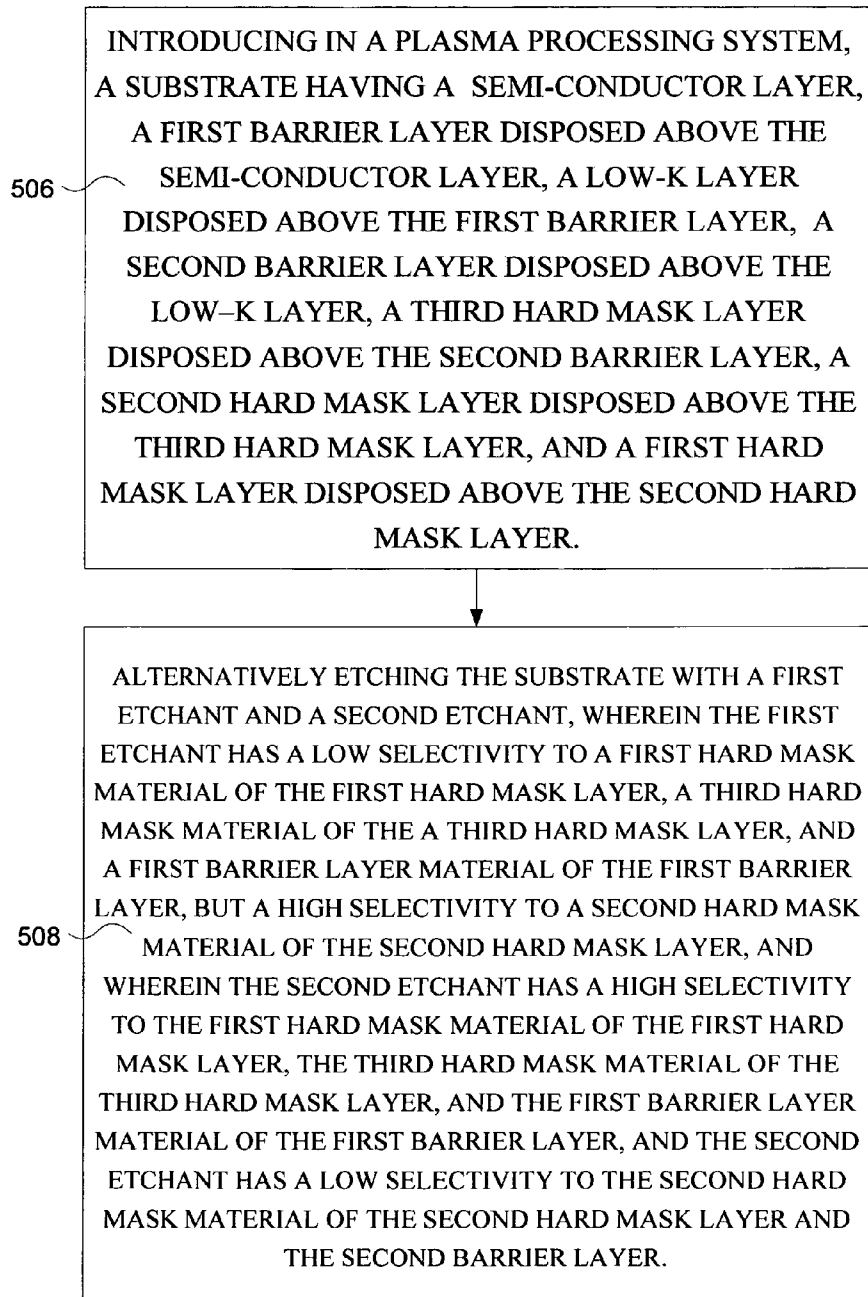 INTRODUCING IN A PLASMA PROCESSING SYSTEM,
A SUBSTRATE HAVING A SEMI-CONDUCTOR LAYER,
A FIRST BARRIER LAYER DISPOSED ABOVE THE
506
SEMI-CONDUCTOR LAYER, A LOW-K LAYER
DISPOSED ABOVE THE FIRST BARRIER LAYER, A
SECOND BARRIER LAYER DISPOSED ABOVE THE
LOW–K LAYER, A THIRD HARD MASK LAYER
DISPOSED ABOVE THE SECOND BARRIER LAYER, A
SECOND HARD MASK LAYER DISPOSED ABOVE THE
THIRD HARD MASK LAYER, AND A FIRST HARD
MASK LAYER DISPOSED ABOVE THE SECOND HARD
MASK LAYER.
ALTERNATIVELY ETCHING THE SUBSTRATE WITH A FIRST
ETCHANT AND A SECOND ETCHANT, WHEREIN THE FIRST
ETCHANT HAS A LOW SELECTIVITY TO A FIRST HARD MASK
MATERIAL OF THE FIRST HARD MASK LAYER, A THIRD HARD
MASK MATERIAL OF THE A THIRD HARD MASK LAYER, AND
A FIRST BARRIER LAYER MATERIAL OF THE FIRST BARRIER
LAYER, BUT A HIGH SELECTIVITY TO A SECOND HARD MASK
508
MATERIAL OF THE SECOND HARD MASK LAYER, AND
WHEREIN THE SECOND ETCHANT HAS A HIGH SELECTIVITY
TO THE FIRST HARD MASK MATERIAL OF THE FIRST HARD
MASK LAYER, THE THIRD HARD MASK MATERIAL OF THE
THIRD HARD MASK LAYER, AND THE FIRST BARRIER LAYER
MATERIAL OF THE FIRST BARRIER LAYER, AND THE SECOND
ETCHANT HAS A LOW SELECTIVITY TO THE SECOND HARD
MASK MATERIAL OF THE SECOND HARD MASK LAYER AND
THE SECOND BARRIER LAYER.